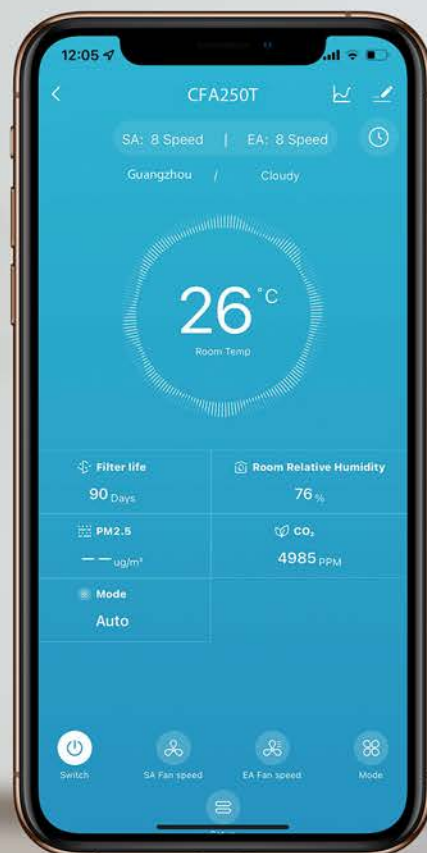 12:05
CFA250T
SA: 8 Speed | EA: 8 Speed
Guangzhou / Cloudy
26°C
Room Temp
Filter life
90 Days
Room Relative Humidity
76 %
PM2.5
-- ug/m³
CO₂
4985 PPM
Mode
Auto
Switch
SA Fan speed
EA Fan speed
Mode